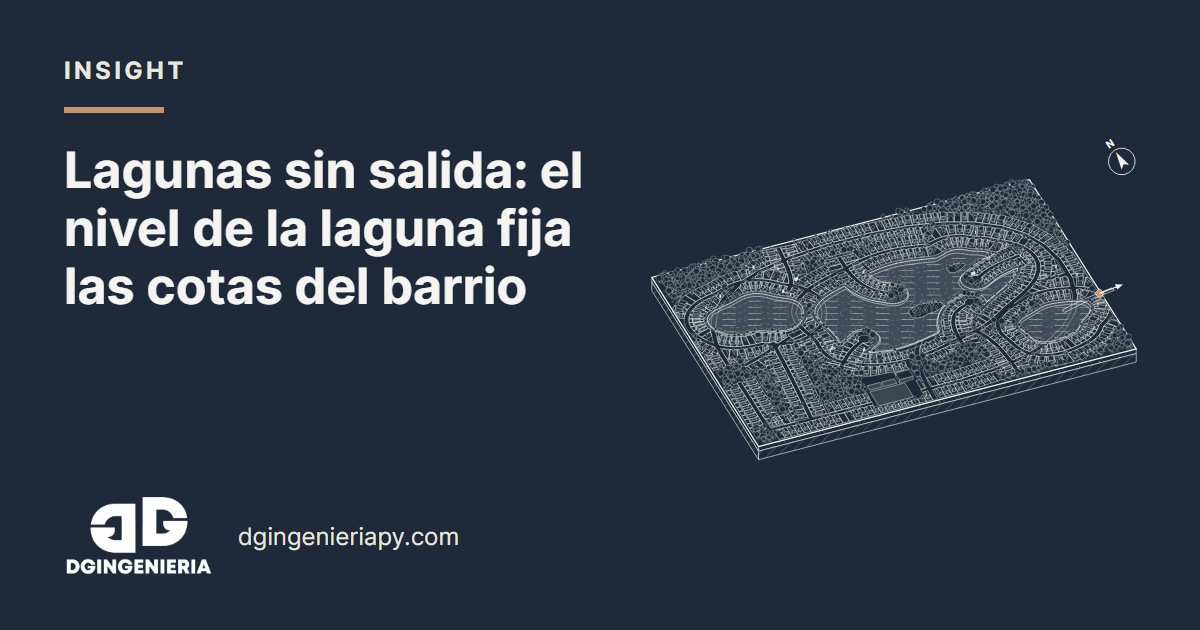 INSIGHT
Lagunas sin salida: el
nivel de la laguna fija
las cotas del barrio
N
DGINGENIERIA
dgingenieriapy.com